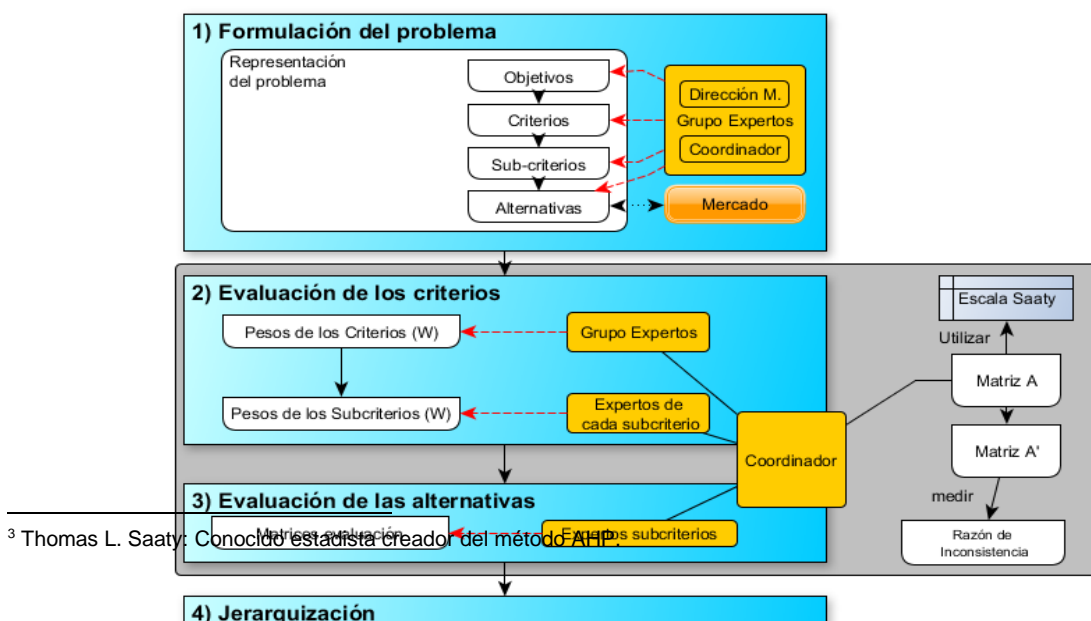 1) Formulación del problema
Representación
del problema
Objetivos
Criterios
Sub-criterios
Alternativas
Dirección M.
Grupo Expertos
Coordinador
Mercado
2) Evaluación de los criterios
Pesos de los Criterios (W)
Grupo Expertos
Pesos de los Subcriterios (W)
Expertos de
cada subcriterio
Coordinador
Escala Saaty
Utilizar
Matriz A
Matriz A'
medir
Razón de
Inconsistencia
3) Evaluación de las alternativas
Matrices evaluación
Expertos subcriterios
3 Thomas L. Saaty: Conocido estadista creador del método AHP.
4) Jerarquización